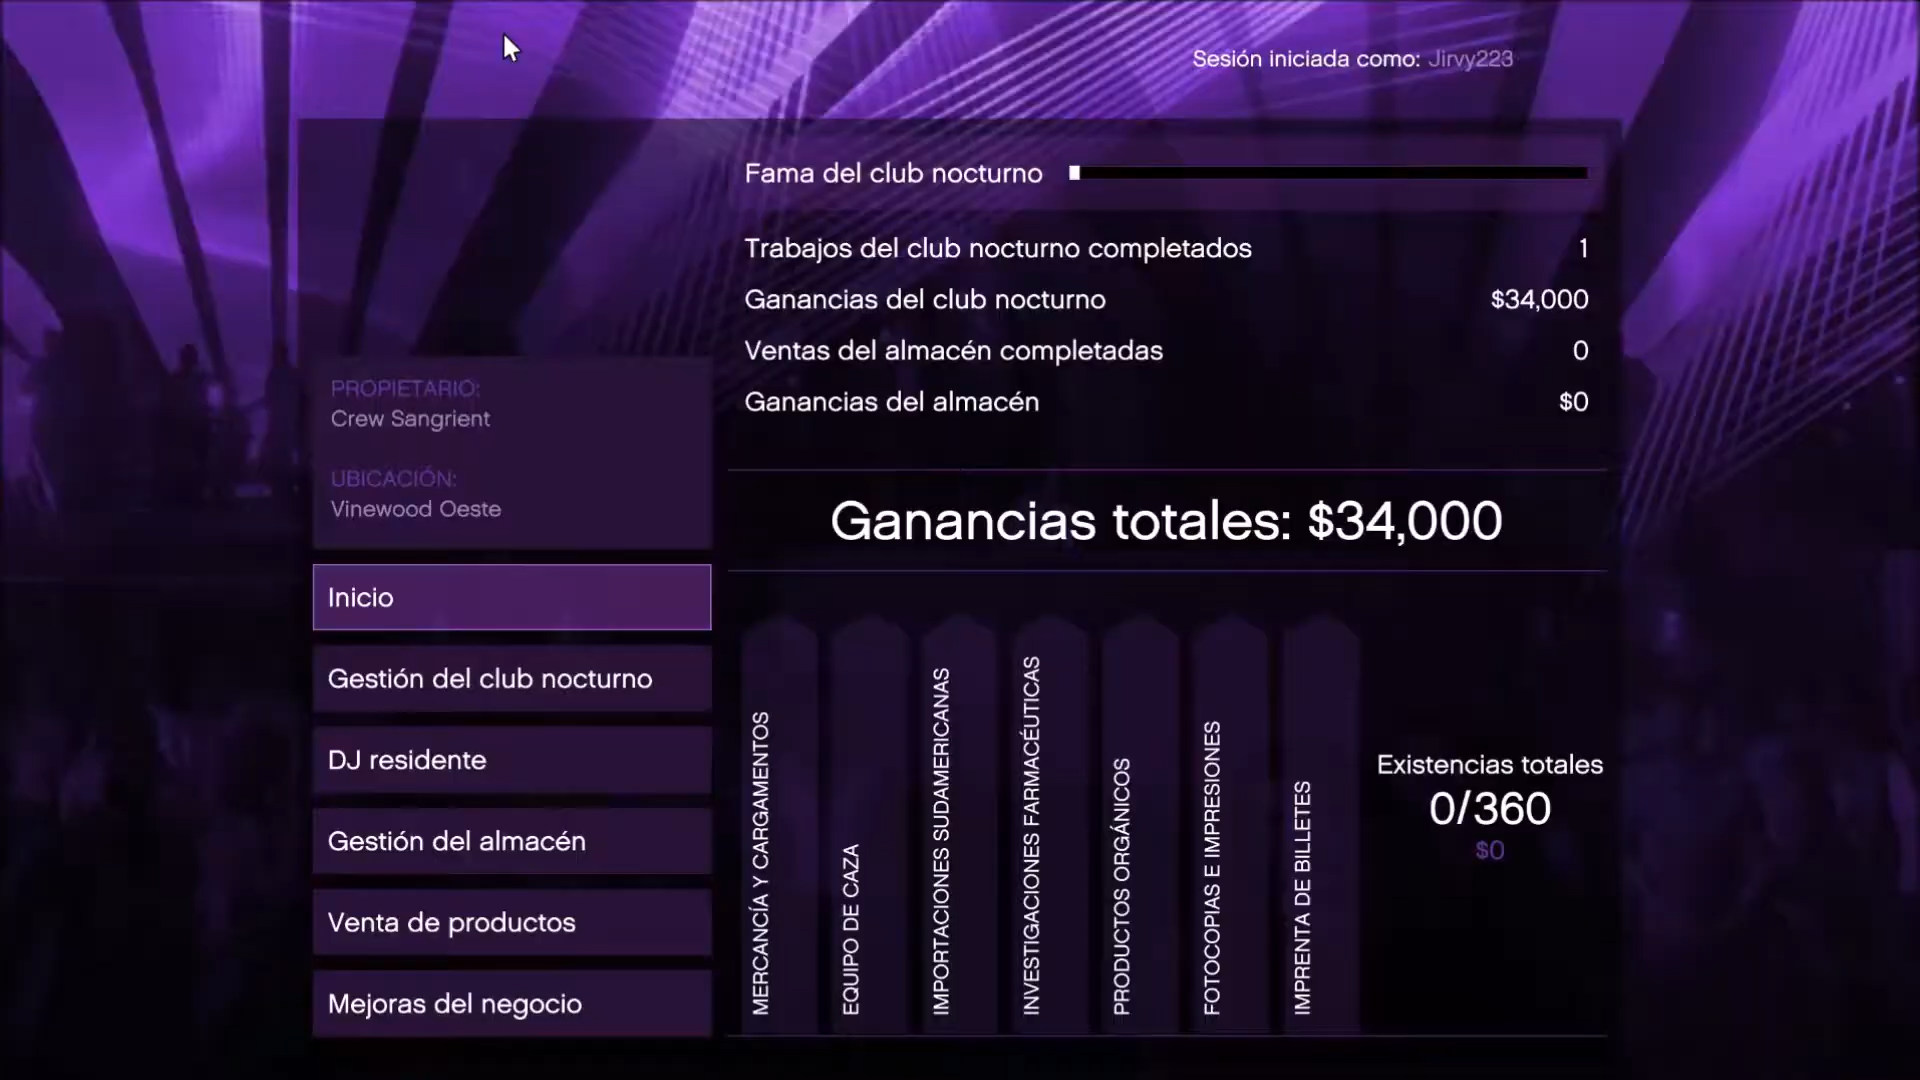 Sesión iniciada como: Jirvy223
Fama del club nocturno
Trabajos del club nocturno completados 1
Ganancias del club nocturno $34,000
Ventas del almacén completadas 0
Ganancias del almacén $0
PROPIETARIO:
Crew Sangrient
UBICACIÓN:
Vinewood Oeste
Ganancias totales: $34,000
Inicio
Gestión del club nocturno
DJ residente
Gestión del almacén
Venta de productos
Mejoras del negocio
MERCANCÍA Y CARGAMENTOS
EQUIPO DE CAZA
IMPORTACIONES SUDAMERICANAS
INVESTIGACIONES FARMACÉUTICAS
PRODUCTOS ORGÁNICOS
FOTOCOPIAS E IMPRESIONES
IMPRENTA DE BILLETES
Existencias totales
0/360
$0